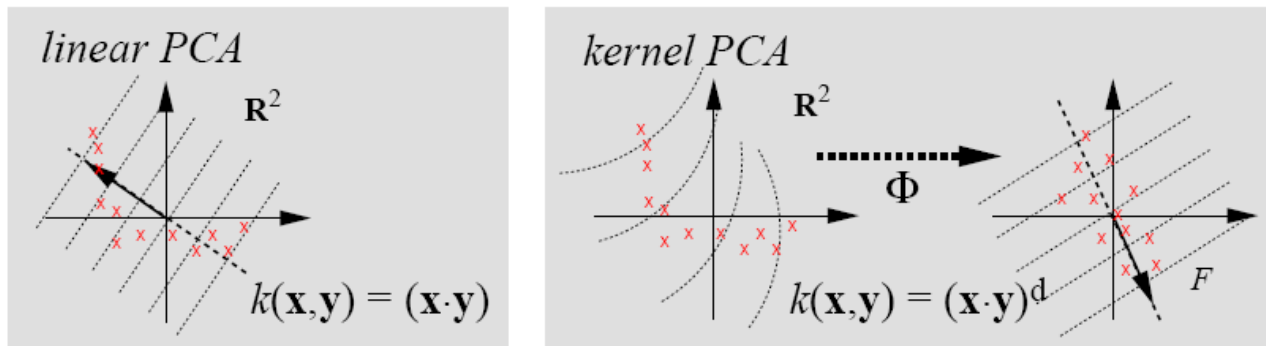 linear PCA
R²
k(x,y) = (x·y)
kernel PCA
R²
Φ
k(x,y) = (x·y)ᵈ
F